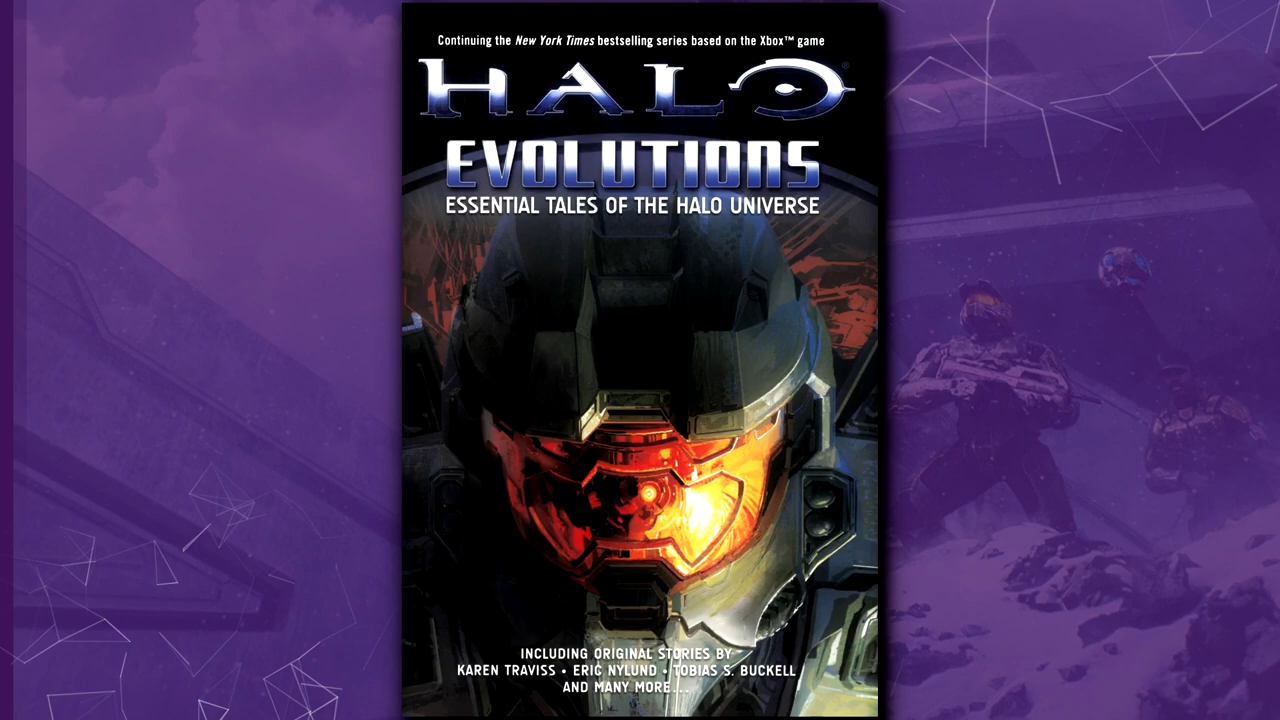 Continuing the New York Times bestselling series based on the Xbox™ game
HALO®
EVOLUTIONS
ESSENTIAL TALES OF THE HALO UNIVERSE
INCLUDING ORIGINAL STORIES BY
KAREN TRAVISS • ERIC NYLUND • TOBIAS S. BUCKELL
AND MANY MORE...